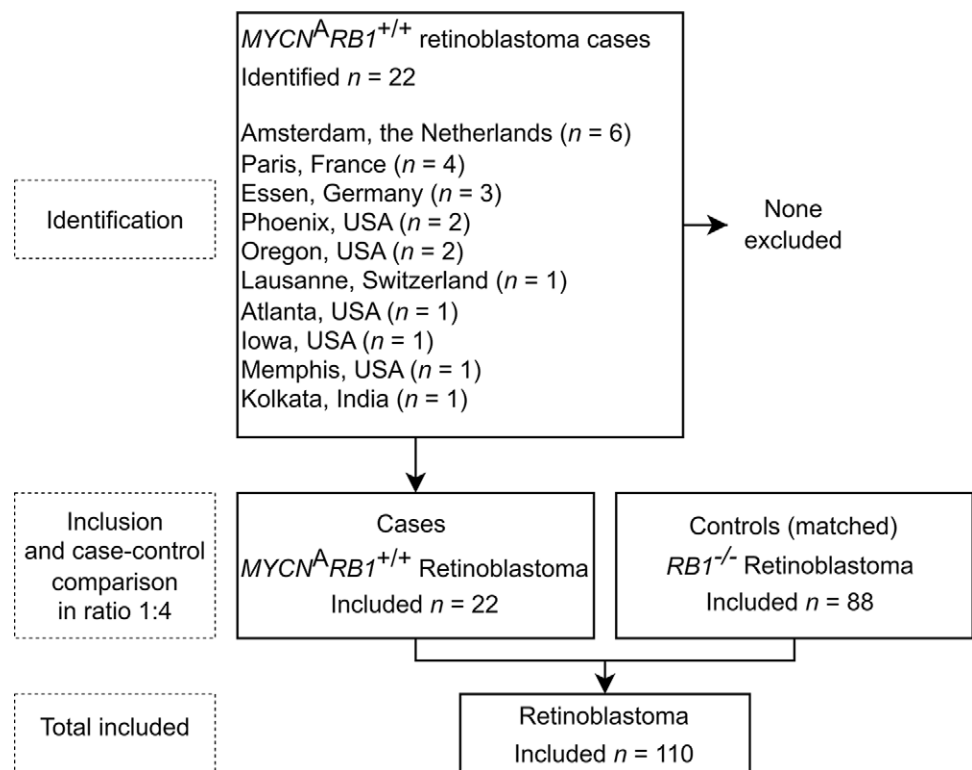 MYCNᴬRB1⁺/⁺ retinoblastoma cases
Identified n = 22
Amsterdam, the Netherlands (n = 6)
Paris, France (n = 4)
Essen, Germany (n = 3)
Phoenix, USA (n = 2)
Oregon, USA (n = 2)
Lausanne, Switzerland (n = 1)
Atlanta, USA (n = 1)
Iowa, USA (n = 1)
Memphis, USA (n = 1)
Kolkata, India (n = 1)
Identification
None
excluded
Inclusion
and case-control
comparison
in ratio 1:4
Cases
MYCNᴬRB1⁺/⁺ Retinoblastoma
Included n = 22
Controls (matched)
RB1⁻/⁻ Retinoblastoma
Included n = 88
Total included
Retinoblastoma
Included n = 110